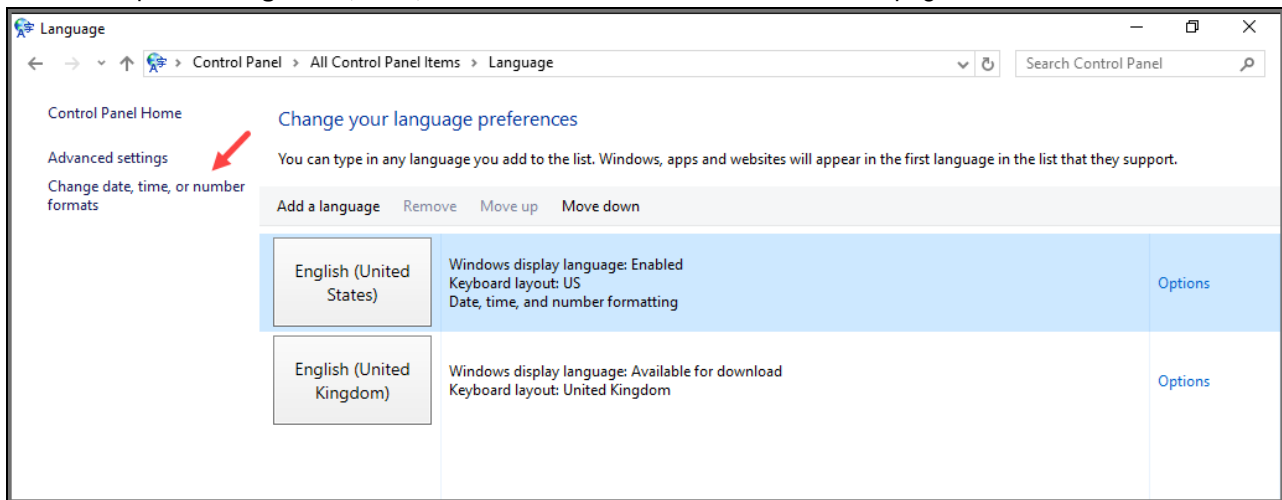 Language
Control Panel > All Control Panel Items > Language
Search Control Panel
Control Panel Home
Advanced settings
Change date, time, or number
formats
Change your language preferences
You can type in any language you add to the list. Windows, apps and websites will appear in the first language in the list that they support.
Add a language Remove Move up Move down
English (United
States)
Windows display language: Enabled
Keyboard layout: US
Date, time, and number formatting
Options
English (United
Kingdom)
Windows display language: Available for download
Keyboard layout: United Kingdom
Options